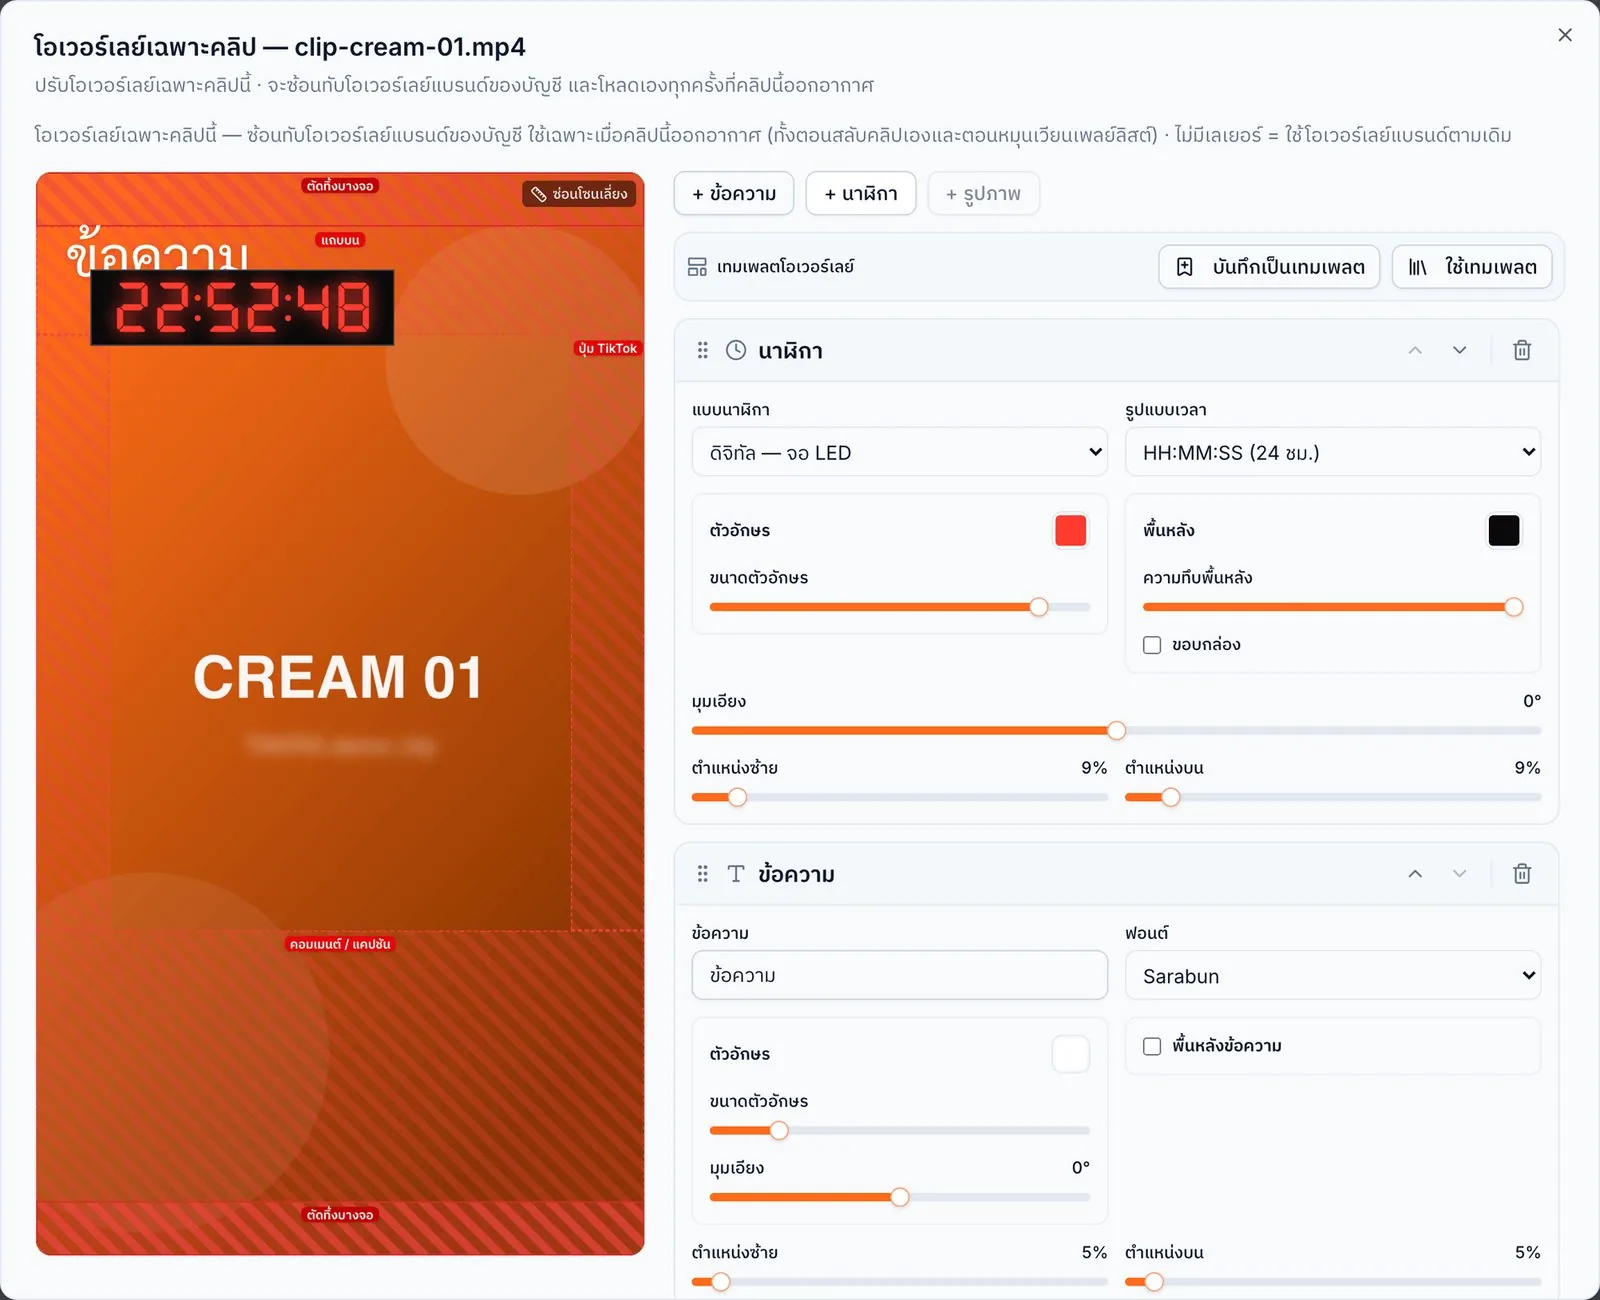 โอเวอร์เลย์เฉพาะคลิป — clip-cream-01.mp4
ปรับโอเวอร์เลย์เฉพาะคลิปนี้ · จะซ้อนทับโอเวอร์เลย์แบรนด์ของบัญชี และโหลดเองทุกครั้งที่คลิปนี้ออกอากาศ
โอเวอร์เลย์เฉพาะคลิปนี้ — ซ้อนทับโอเวอร์เลย์แบรนด์ของบัญชี ใช้เฉพาะเมื่อคลิปนี้ออกอากาศ (ทั้งตอนสลับคลิปเองและตอนหมุนเวียนเพลย์ลิสต์) · ไม่มีเลเยอร์ = ใช้โอเวอร์เลย์แบรนด์ตามเดิม
ตัดทิ้งบางจอ
ซ่อนโซนเสี่ยง
แถบบน
ข้อความ
22:52:48
ปุ่ม TikTok
CREAM 01
คอมเมนต์ / แคปชัน
ตัดทิ้งบางจอ
+ ข้อความ + นาฬิกา + รูปภาพ
เทมเพลตโอเวอร์เลย์ บันทึกเป็นเทมเพลต ใช้เทมเพลต
นาฬิกา
แบบนาฬิกา รูปแบบเวลา
ดิจิทัล — จอ LED HH:MM:SS (24 ชม.)
ตัวอักษร พื้นหลัง
ขนาดตัวอักษร ความทึบพื้นหลัง
ขอบกล่อง
มุมเอียง 0°
ตำแหน่งซ้าย 9% ตำแหน่งบน 9%
ข้อความ
ข้อความ ฟอนต์
ข้อความ Sarabun
ตัวอักษร พื้นหลังข้อความ
ขนาดตัวอักษร
มุมเอียง 0°
ตำแหน่งซ้าย 5% ตำแหน่งบน 5%